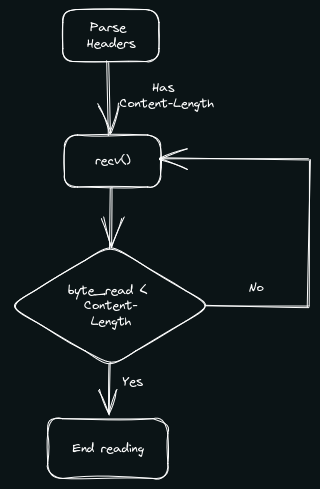 Parse
Headers
Has
Content-Length
recv()
byte_read <
Content-
Length
No
Yes
End reading